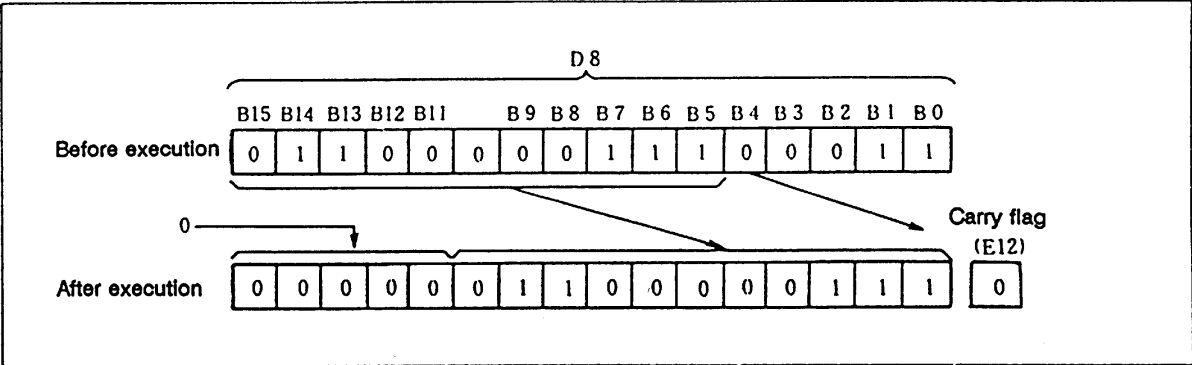 D8
B15 B14 B13 B12 B11 B9 B8 B7 B6 B5 B4 B3 B2 B1 B0
Before execution 0 1 1 0 0 0 0 0 1 1 1 0 0 0 1 1
0
Carry flag
(E12)
After execution 0 0 0 0 0 0 1 1 0 0 0 0 0 1 1 1 0